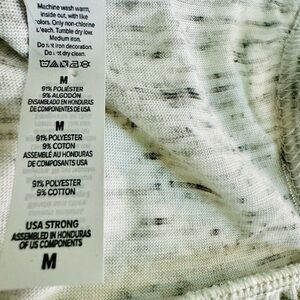 Machine wash warm,
inside out, with like
colors. Only non-chlorine
Tumble dry low.
Medium iron.
Do not iron decoration.
Do not dry clean.
M
91% POLIÉSTER
9% ALGODÓN
ENSAMBLADO EN HONDURAS
DE COMPONENTES DE USA
M
91% POLYESTER
9% COTTON
ASSEMBLÉ AU HONDURAS
DE COMPOSANTS USA
91% POLYESTER
9% COTTON
USA STRONG
ASSEMBLED IN HONDURAS
OF US COMPONENTS
M